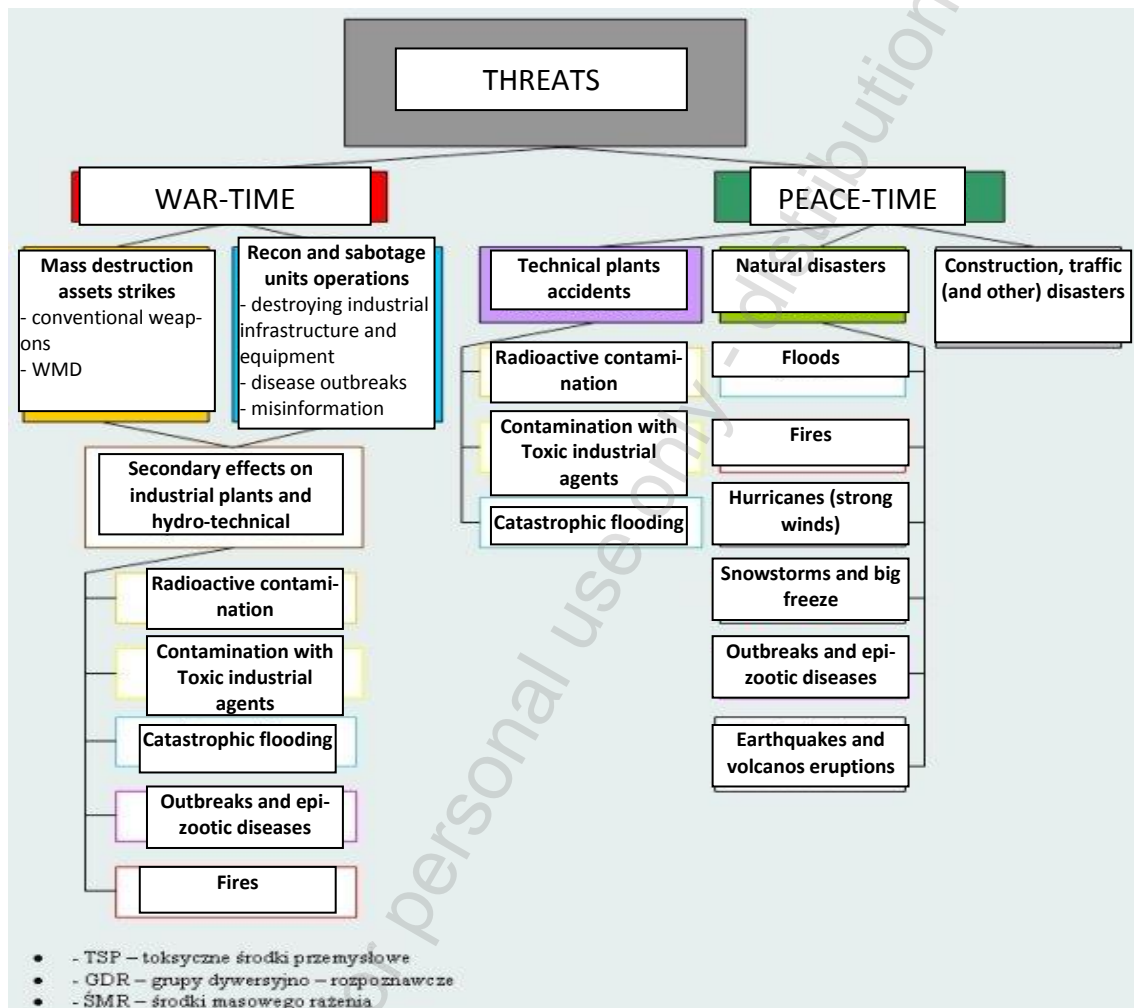 THREATS
WAR-TIME
PEACE-TIME
Mass destruction
assets strikes
- conventional weap-
ons
- WMD
Recon and sabotage
units operations
- destroying industrial
infrastructure and
equipment
- disease outbreaks
- misinformation
Technical plants
accidents
Natural disasters
Construction, traffic
(and other) disasters
Secondary effects on
industrial plants and
hydro-technical
Radioactive contami-
nation
Contamination with
Toxic industrial
agents
Catastrophic flooding
Outbreaks and epi-
zootic diseases
Fires
Radioactive contami-
nation
Contamination with
Toxic industrial
agents
Catastrophic flooding
Floods
Fires
Hurricanes (strong
winds)
Snowstorms and big
freeze
Outbreaks and epi-
zootic diseases
Earthquakes and
volcanos eruptions
• - TSP – toksyczne środki przemysłowe
• - GDR – grupy dywersyjno – rozpoznawcze
• - ŚMR – środki masowego rażenia
or personal use only - distribution